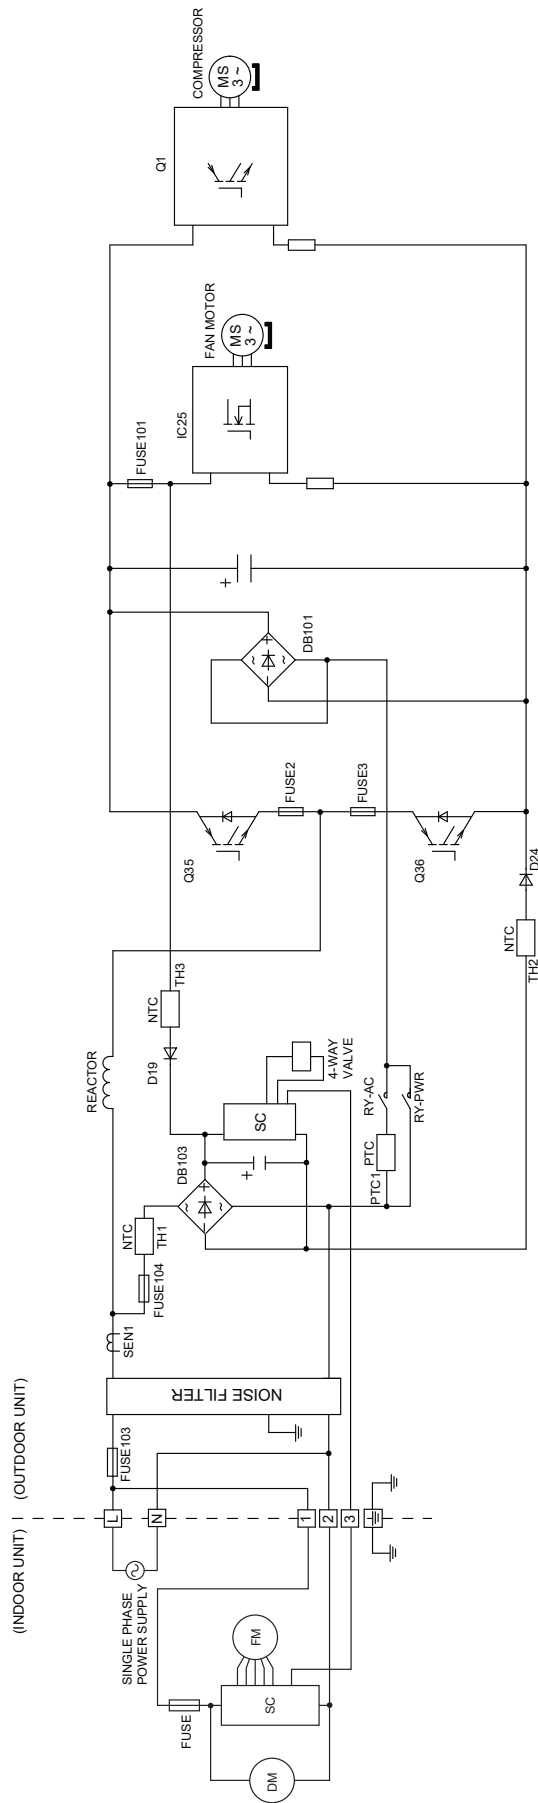 (INDOOR UNIT)
(OUTDOOR UNIT)
SINGLE PHASE
POWER SUPPLY
L
N
1
2
3
FUSE
FM
SC
DM
FUSE103
NOISE FILTER
SEN1
FUSE104
NTC
TH1
REACTOR
DB103
+
-
~
~
+
SC
4-WAY
VALVE
D19
NTC
TH3
PTC1
PTC
RY-AC
RY-PWR
NTC
TH2
D24
Q35
FUSE2
FUSE3
Q36
DB101
+
-
~
~
+
FUSE101
IC25
FAN MOTOR
MS
3 ~
Q1
COMPRESSOR
MS
3 ~